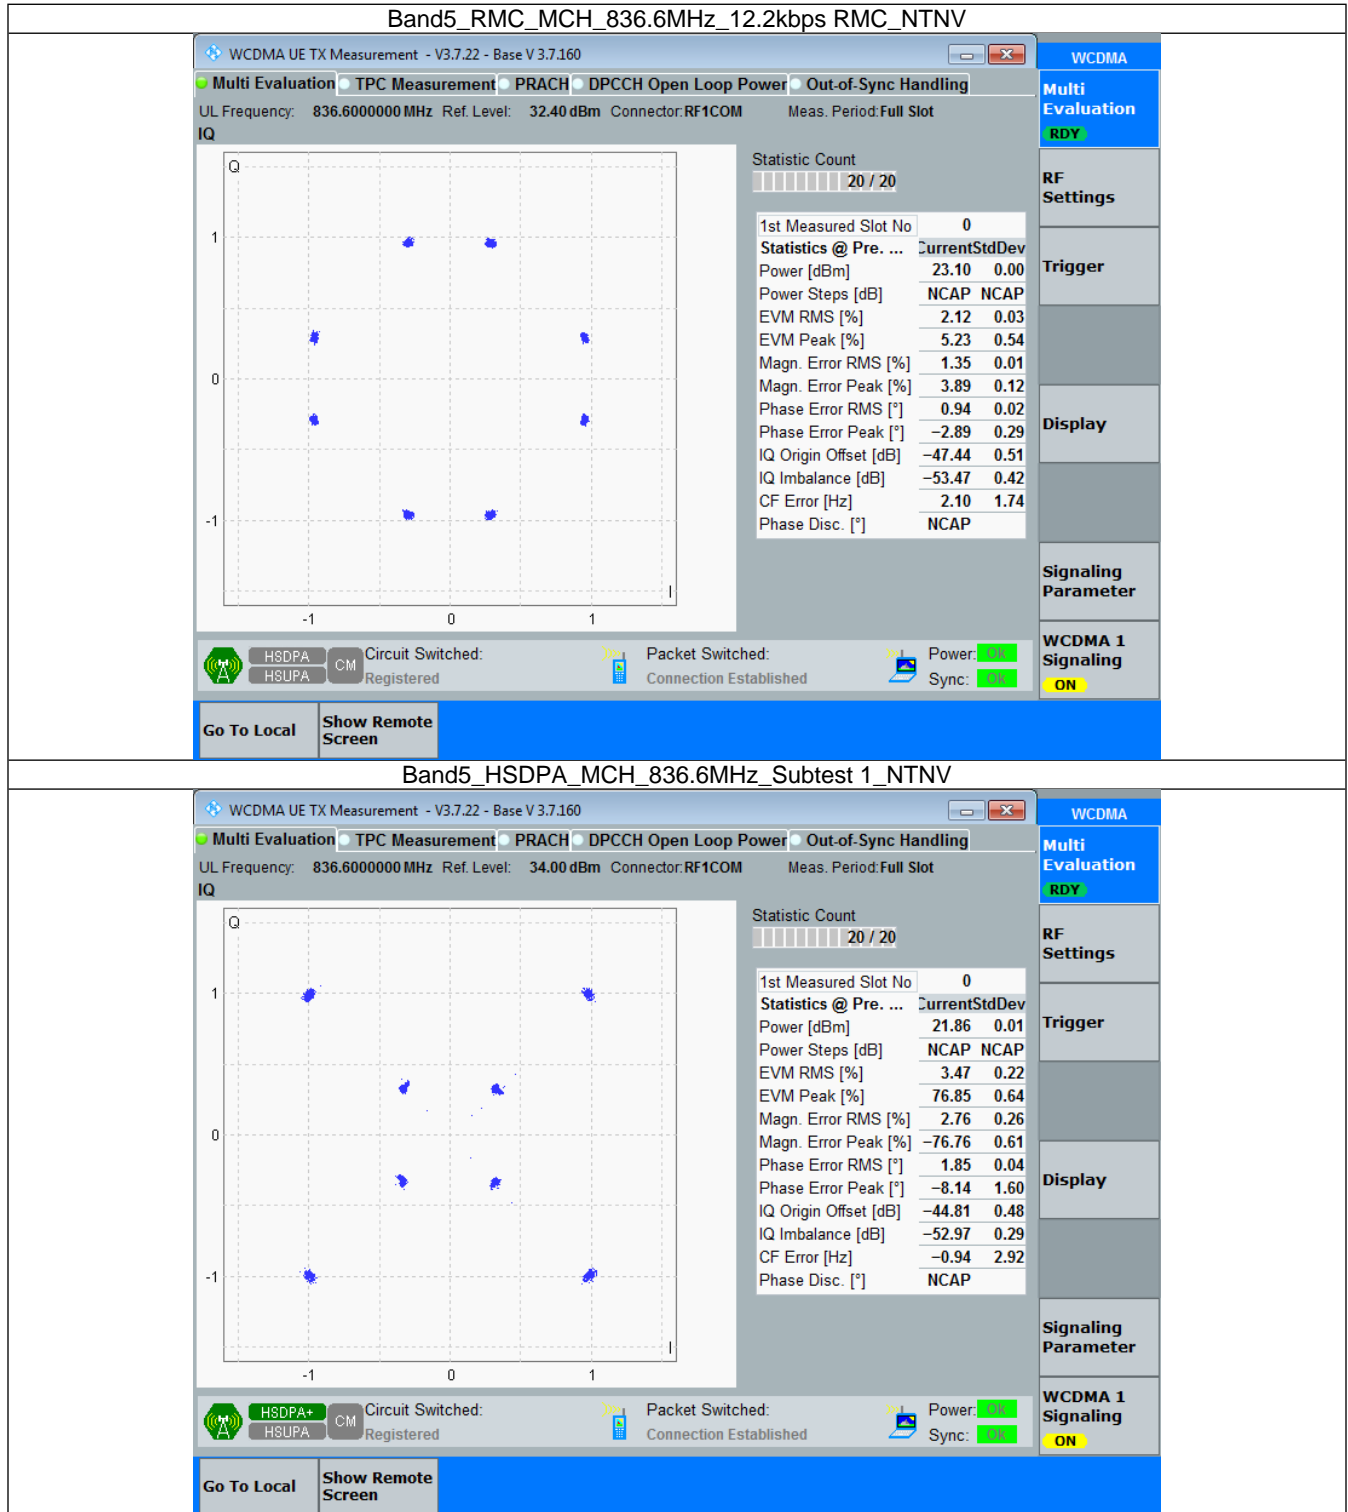 Band5_RMC_MCH_836.6MHz_12.2kbps RMC_NTNV
WCDMA UE TX Measurement - V3.7.22 - Base V 3.7.160
WCDMA
Multi Evaluation TPC Measurement PRACH DPCCH Open Loop Power Out-of-Sync Handling
Multi
Evaluation
RDY
UL Frequency: 836.6000000 MHz Ref. Level: 32.40 dBm Connector: RF1COM Meas. Period: Full Slot
IQ
Q
1
0
-1
-1 0 1
I
Statistic Count
20 / 20
1st Measured Slot No 0
Statistics @ Pre. ... Current StdDev
Power [dBm] 23.10 0.00
Power Steps [dB] NCAP NCAP
EVM RMS [%] 2.12 0.03
EVM Peak [%] 5.23 0.54
Magn. Error RMS [%] 1.35 0.01
Magn. Error Peak [%] 3.89 0.12
Phase Error RMS [°] 0.94 0.02
Phase Error Peak [°] −2.89 0.29
IQ Origin Offset [dB] −47.44 0.51
IQ Imbalance [dB] −53.47 0.42
CF Error [Hz] 2.10 1.74
Phase Disc. [°] NCAP
RF
Settings
Trigger
Display
Signaling
Parameter
WCDMA 1
Signaling
ON
HSDPA
HSUPA
CM
Circuit Switched:
Registered
Packet Switched:
Connection Established
Power: Ok
Sync: Ok
Go To Local
Show Remote
Screen
Band5_HSDPA_MCH_836.6MHz_Subtest 1_NTNV
WCDMA UE TX Measurement - V3.7.22 - Base V 3.7.160
WCDMA
Multi Evaluation TPC Measurement PRACH DPCCH Open Loop Power Out-of-Sync Handling
Multi
Evaluation
RDY
UL Frequency: 836.6000000 MHz Ref. Level: 34.00 dBm Connector: RF1COM Meas. Period: Full Slot
IQ
Q
1
0
-1
-1 0 1
I
Statistic Count
20 / 20
1st Measured Slot No 0
Statistics @ Pre. ... Current StdDev
Power [dBm] 21.86 0.01
Power Steps [dB] NCAP NCAP
EVM RMS [%] 3.47 0.22
EVM Peak [%] 76.85 0.64
Magn. Error RMS [%] 2.76 0.26
Magn. Error Peak [%] −76.76 0.61
Phase Error RMS [°] 1.85 0.04
Phase Error Peak [°] −8.14 1.60
IQ Origin Offset [dB] −44.81 0.48
IQ Imbalance [dB] −52.97 0.29
CF Error [Hz] −0.94 2.92
Phase Disc. [°] NCAP
RF
Settings
Trigger
Display
Signaling
Parameter
WCDMA 1
Signaling
ON
HSDPA+
HSUPA
CM
Circuit Switched:
Registered
Packet Switched:
Connection Established
Power: Ok
Sync: Ok
Go To Local
Show Remote
Screen